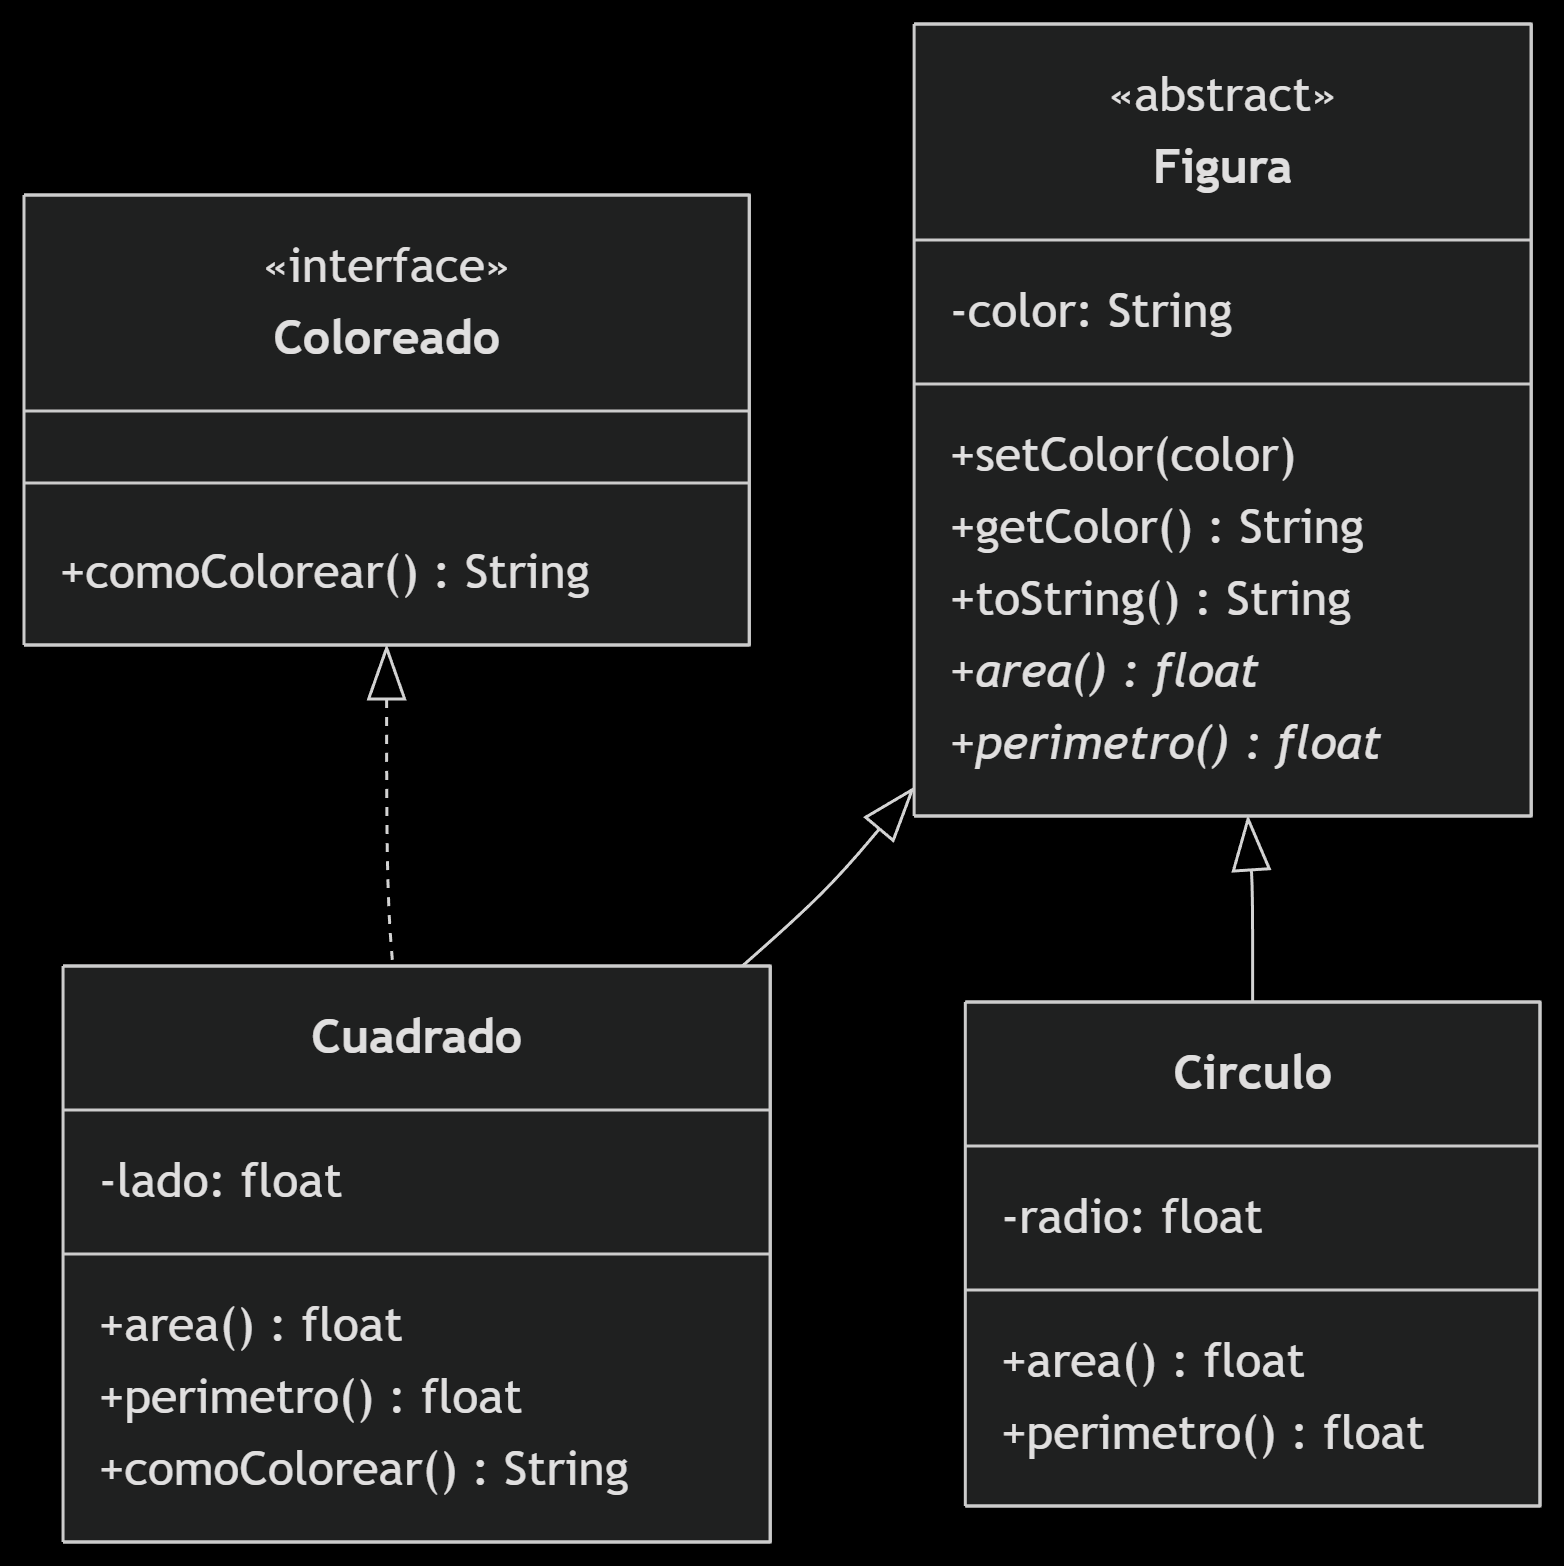 «interface»
Coloreado
+comoColorear() : String
«abstract»
Figura
-color: String
+setColor(color)
+getColor() : String
+toString() : String
+area() : float
+perimetro() : float
Cuadrado
-lado: float
+area() : float
+perimetro() : float
+comoColorear() : String
Circulo
-radio: float
+area() : float
+perimetro() : float